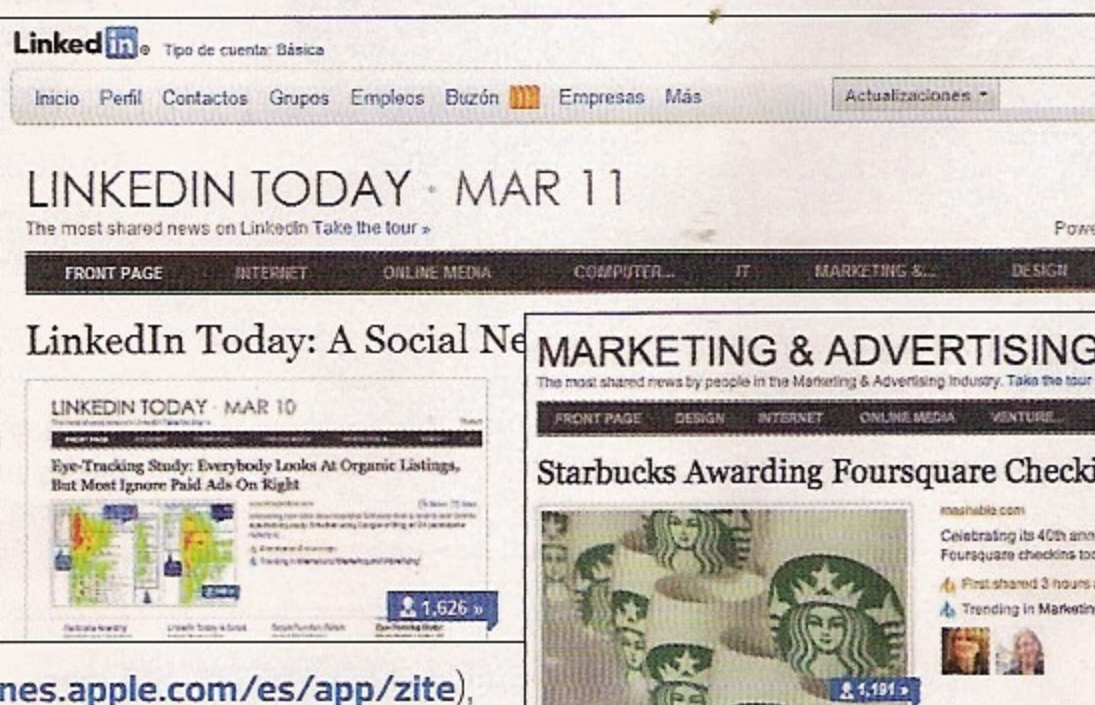 Linked in® Tipo de cuenta: Básica
Inicio Perfil Contactos Grupos Empleos Buzón Empresas Más Actualizaciones
LINKEDIN TODAY · MAR 11
The most shared news on LinkedIn Take the tour »
Powe
FRONT PAGE INTERNET ONLINE MEDIA COMPUTER... IT MARKETING &... DESIGN
LinkedIn Today: A Social Ne
LINKEDIN TODAY · MAR 10
FRONT PAGE
Eye-Tracking Study: Everybody Looks At Organic Listings,
But Most Ignore Paid Ads On Right
1,626 »
MARKETING & ADVERTISING
The most shared news by people in the Marketing & Advertising Industry. Take the tour
FRONT PAGE DESIGN INTERNET ONLINE MEDIA VENTURE...
Starbucks Awarding Foursquare Checki
mashable.com
Celebrating its 40th ann
Foursquare checkins too
First shared 3 hours a
Trending in Marketin
1,191 »
nes.apple.com/es/app/zite),